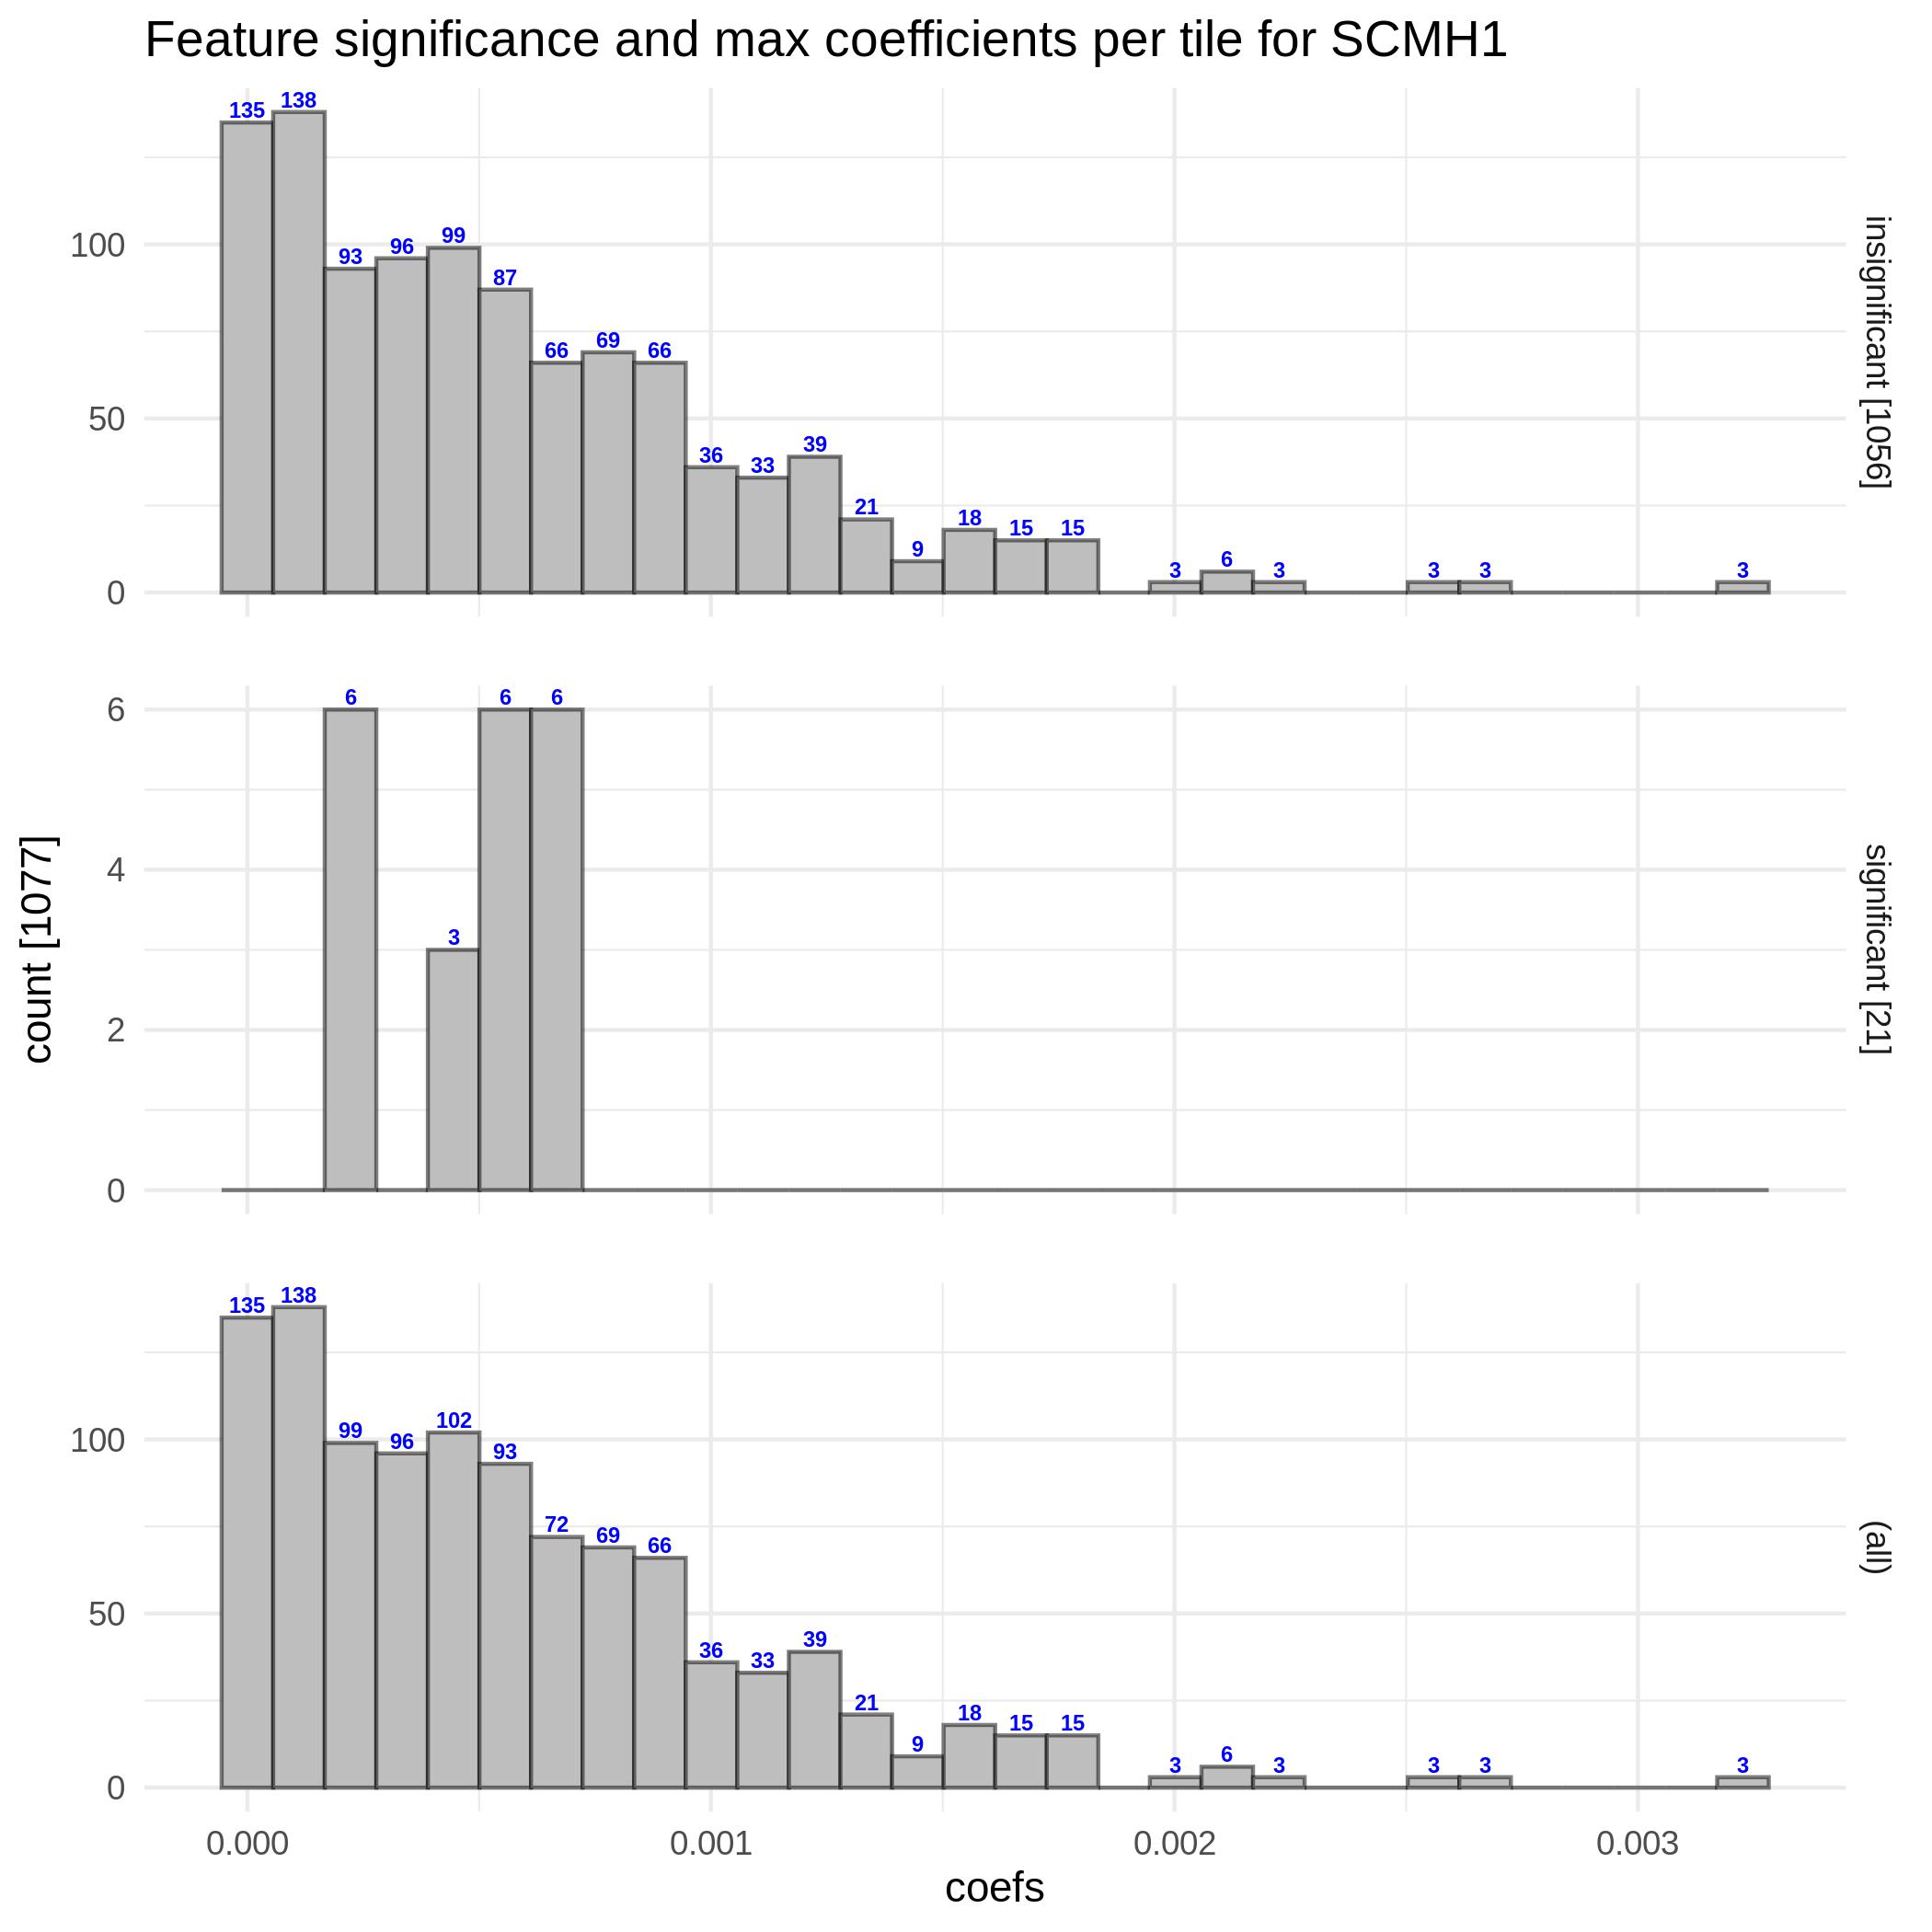 Feature significance and max coefficients per tile for SCMH1
135 138 93 96 99 87 66 69 66 36 33 39 21 9 18 15 15 3 6 3 3 3 3
100
50
0
insignificant [1056]
6 3 6 6
6
4
2
0
significant [21]
count [1077]
135 138 99 96 102 93 72 69 66 36 33 39 21 9 18 15 15 3 6 3 3 3 3
100
50
0
(all)
0.000 0.001 0.002 0.003
coefs